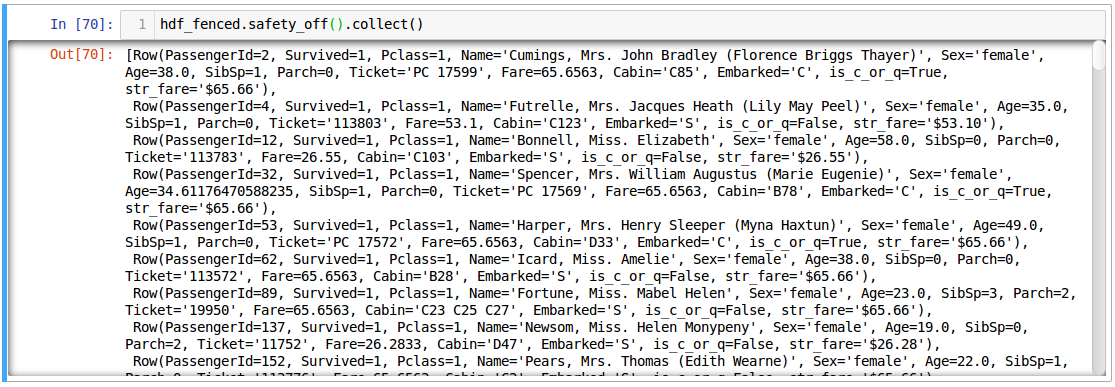 In [70]: 1 hdf_fenced.safety_off().collect()
Out[70]: [Row(PassengerId=2, Survived=1, Pclass=1, Name='Cumings, Mrs. John Bradley (Florence Briggs Thayer)', Sex='female',
Age=38.0, SibSp=1, Parch=0, Ticket='PC 17599', Fare=65.6563, Cabin='C85', Embarked='C', is_c_or_q=True,
str_fare='$65.66'),
Row(PassengerId=4, Survived=1, Pclass=1, Name='Futrelle, Mrs. Jacques Heath (Lily May Peel)', Sex='female', Age=35.0,
SibSp=1, Parch=0, Ticket='113803', Fare=53.1, Cabin='C123', Embarked='S', is_c_or_q=False, str_fare='$53.10'),
Row(PassengerId=12, Survived=1, Pclass=1, Name='Bonnell, Miss. Elizabeth', Sex='female', Age=58.0, SibSp=0, Parch=0,
Ticket='113783', Fare=26.55, Cabin='C103', Embarked='S', is_c_or_q=False, str_fare='$26.55'),
Row(PassengerId=32, Survived=1, Pclass=1, Name='Spencer, Mrs. William Augustus (Marie Eugenie)', Sex='female',
Age=34.61176470588235, SibSp=1, Parch=0, Ticket='PC 17569', Fare=65.6563, Cabin='B78', Embarked='C', is_c_or_q=True,
str_fare='$65.66'),
Row(PassengerId=53, Survived=1, Pclass=1, Name='Harper, Mrs. Henry Sleeper (Myna Haxtun)', Sex='female', Age=49.0,
SibSp=1, Parch=0, Ticket='PC 17572', Fare=65.6563, Cabin='D33', Embarked='C', is_c_or_q=True, str_fare='$65.66'),
Row(PassengerId=62, Survived=1, Pclass=1, Name='Icard, Miss. Amelie', Sex='female', Age=38.0, SibSp=0, Parch=0,
Ticket='113572', Fare=65.6563, Cabin='B28', Embarked='S', is_c_or_q=False, str_fare='$65.66'),
Row(PassengerId=89, Survived=1, Pclass=1, Name='Fortune, Miss. Mabel Helen', Sex='female', Age=23.0, SibSp=3, Parch=2,
Ticket='19950', Fare=65.6563, Cabin='C23 C25 C27', Embarked='S', is_c_or_q=False, str_fare='$65.66'),
Row(PassengerId=137, Survived=1, Pclass=1, Name='Newsom, Miss. Helen Monypeny', Sex='female', Age=19.0, SibSp=0,
Parch=2, Ticket='11752', Fare=26.2833, Cabin='D47', Embarked='S', is_c_or_q=False, str_fare='$26.28'),
Row(PassengerId=152, Survived=1, Pclass=1, Name='Pears, Mrs. Thomas (Edith Wearne)', Sex='female', Age=22.0, SibSp=1,